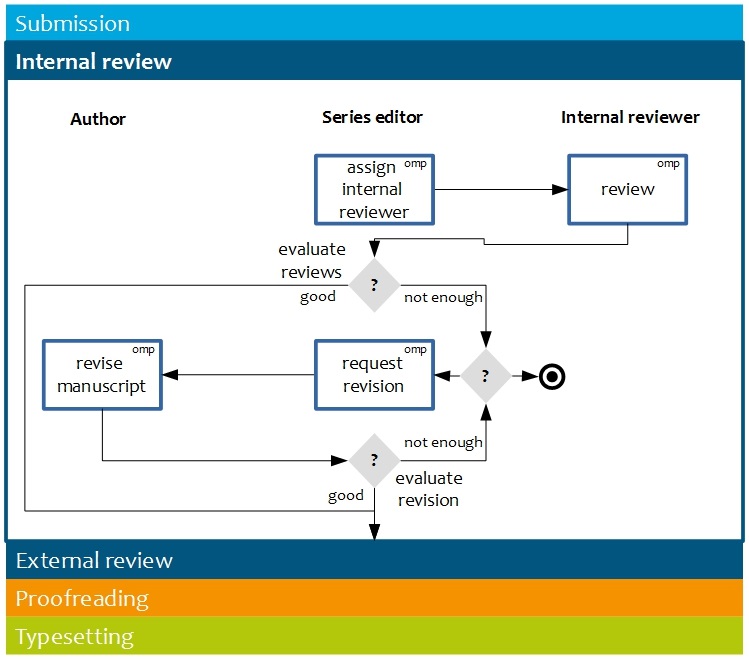 Submission
Internal review
Author
Series editor
Internal reviewer
assign omp
internal
reviewer
omp
review
evaluate
reviews
?
good
not enough
omp
revise
manuscript
omp
request
revision
?
not enough
?
evaluate
revision
good
External review
Proofreading
Typesetting